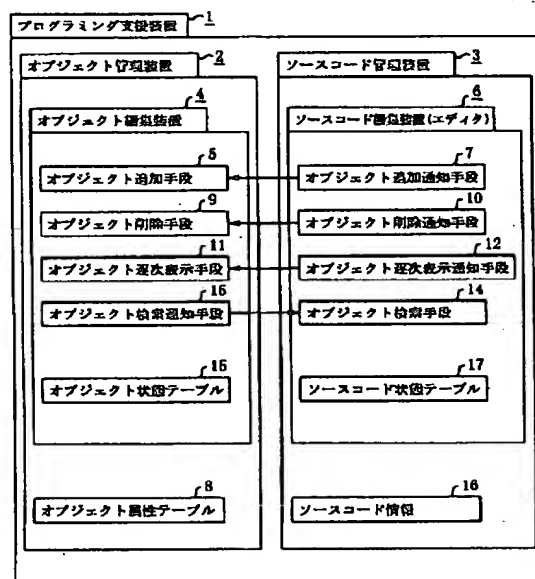 プログラミング支援装置 1
オブジェクト管理装置 2
ソースコード管理装置 3
オブジェクト編集装置 4
ソースコード編集装置(エディタ) 6
オブジェクト追加手段 5
オブジェクト追加通知手段 7
オブジェクト削除手段 9
オブジェクト削除通知手段 10
オブジェクト逐次表示手段 11
オブジェクト逐次表示通知手段 12
オブジェクト検索通知手段 15
オブジェクト検索手段 14
オブジェクト状態テーブル 15
ソースコード状態テーブル 17
オブジェクト属性テーブル 8
ソースコード情報 16